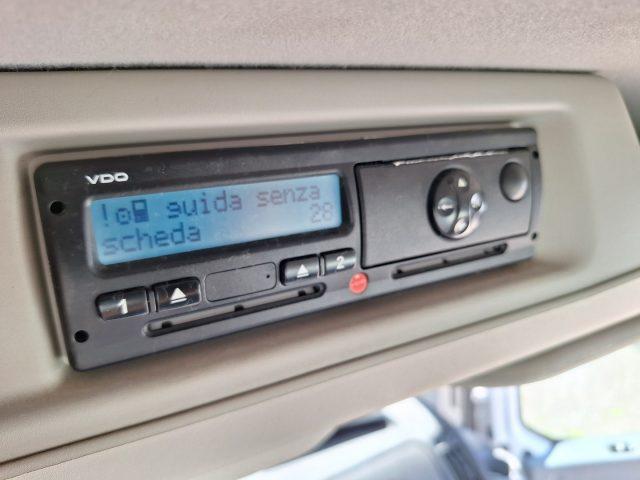 VDO
! guida senza
28
scheda
1
2